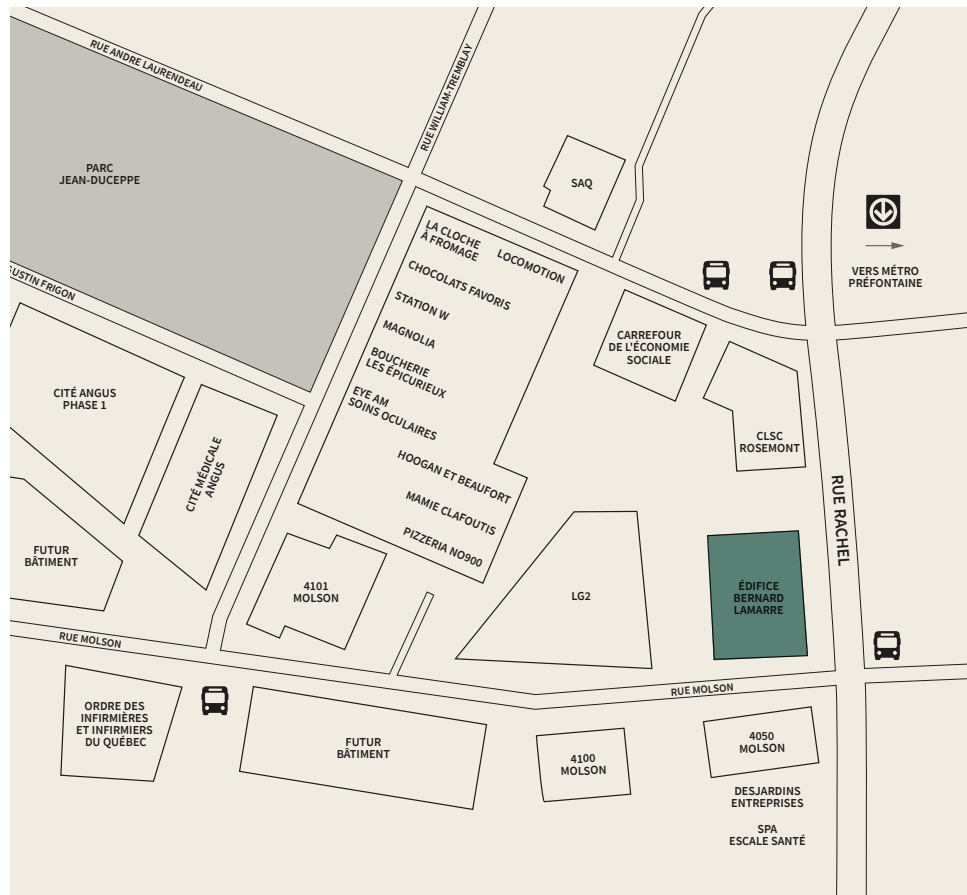 RUE ANDRE LAURENDEAU
RUE WILLIAM-TREMBLAY
PARC
JEAN-DUCEPPE
SAQ
LA CLOCHE
À FROMAGE
LOCOMOTION
CHOCOLATS FAVORIS
STATION W
MAGNOLIA
BOUCHERIE
LES ÉPICURIEUX
EYE AM
SOINS OCULAIRES
HOOGAN ET BEAUFORT
MAMIE CLAFOUTIS
PIZZERIA NO900
VERS MÉTRO
PRÉFONTAINE
USTIN FRIGON
CARREFOUR
DE L'ÉCONOMIE
SOCIALE
CITÉ ANGUS
PHASE 1
CITÉ MÉDICALE
ANGUS
CLSC
ROSEMONT
RUE RACHEL
FUTUR
BÂTIMENT
4101
MOLSON
LG2
ÉDIFICE
BERNARD
LAMARRE
RUE MOLSON
RUE MOLSON
ORDRE DES
INFIRMIÈRES
ET INFIRMIERS
DU QUÉBEC
FUTUR
BÂTIMENT
4100
MOLSON
4050
MOLSON
DESJARDINS
ENTREPRISES
SPA
ESCALE SANTÉ